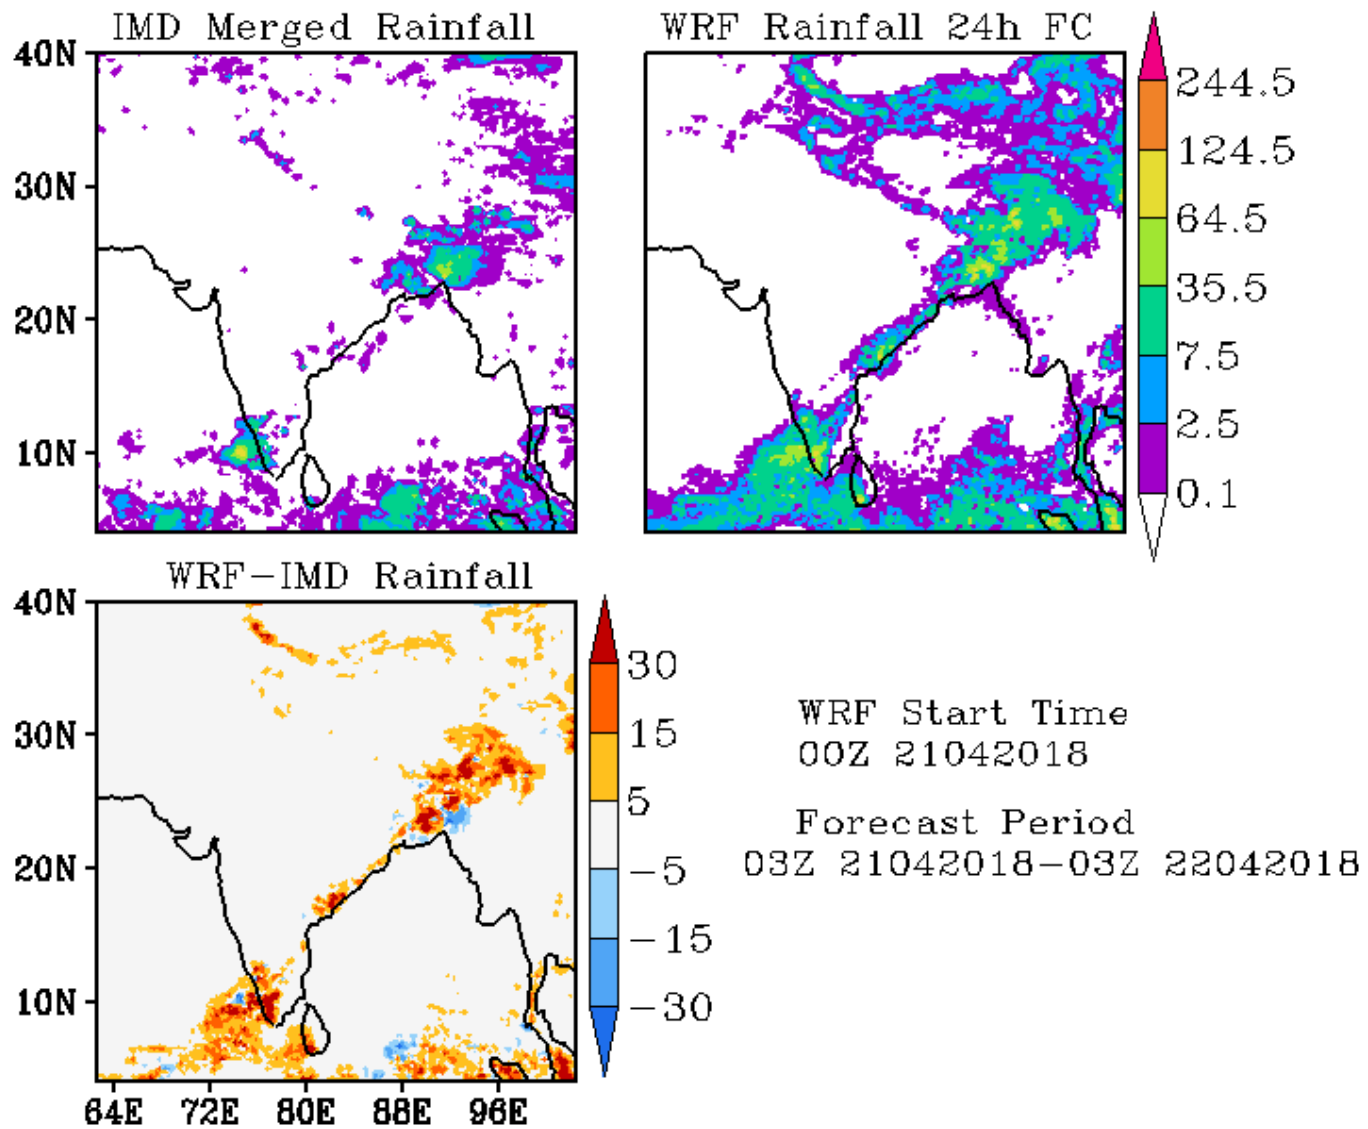 IMD Merged Rainfall
WRF Rainfall 24h FC
40N
30N
20N
10N
244.5
124.5
64.5
35.5
7.5
2.5
0.1
WRF-IMD Rainfall
40N
30N
20N
10N
64E 72E 80E 88E 96E
30
15
5
-5
-15
-30
WRF Start Time
00Z 21042018
Forecast Period
03Z 21042018-03Z 22042018